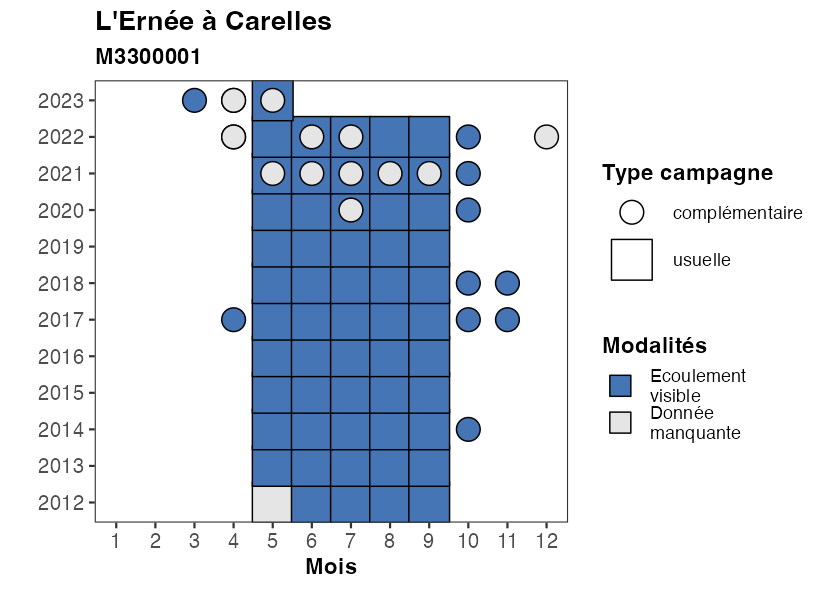 L'Ernée à Carelles
M3300001
2023
2022
2021
2020
2019
2018
2017
2016
2015
2014
2013
2012
1 2 3 4 5 6 7 8 9 10 11 12
Mois
Type campagne
complémentaire
usuelle
Modalités
Ecoulement
visible
Donnée
manquante